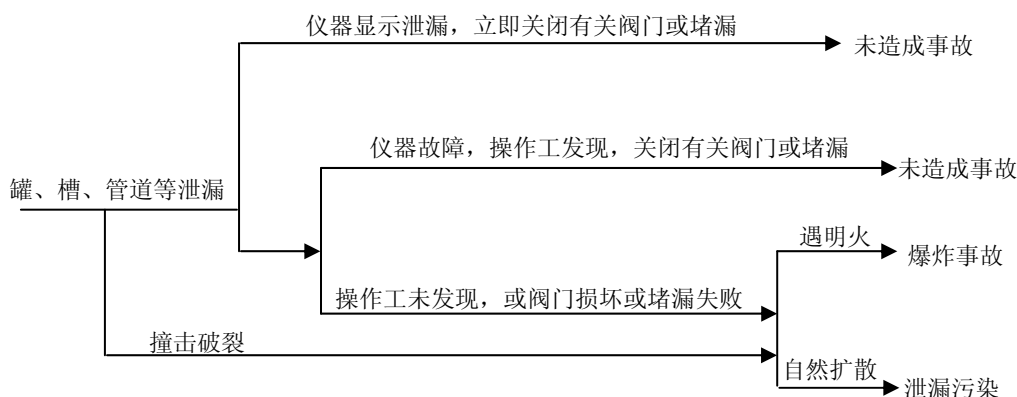 仪器显示泄漏，立即关闭有关阀门或堵漏
未造成事故
仪器故障，操作工发现，关闭有关阀门或堵漏
未造成事故
罐、槽、管道等泄漏
遇明火
爆炸事故
操作工未发现，或阀门损坏或堵漏失败
撞击破裂
自然扩散
泄漏污染